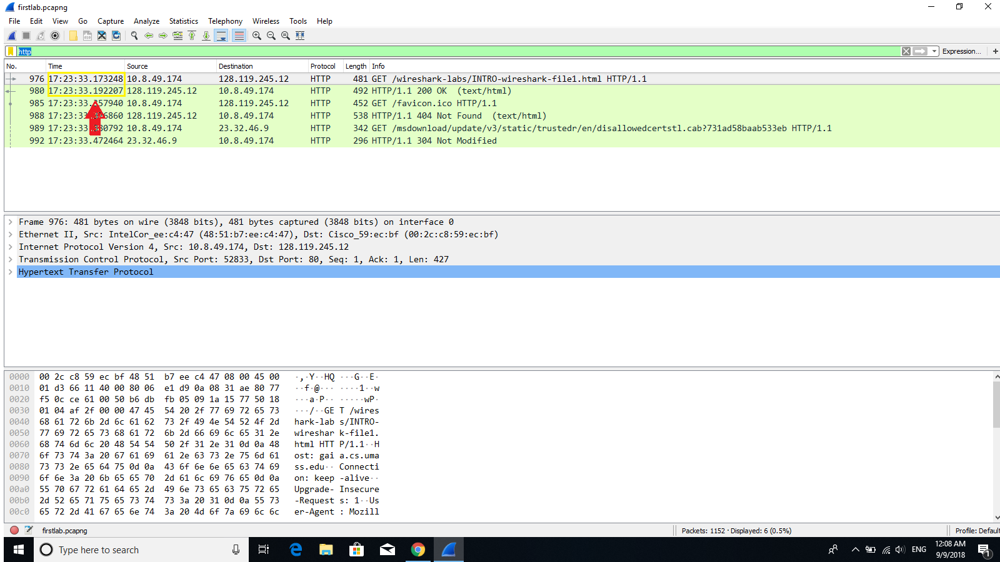 firstlab.pcapng
File Edit View Go Capture Analyze Statistics Telephony Wireless Tools Help
http Expression... +
No. Time Source Destination Protocol Length Info
976 17:23:33.173248 10.8.49.174 128.119.245.12 HTTP 481 GET /wireshark-labs/INTRO-wireshark-file1.html HTTP/1.1
980 17:23:33.192207 128.119.245.12 10.8.49.174 HTTP 492 HTTP/1.1 200 OK (text/html)
985 17:23:33. 57940 10.8.49.174 128.119.245.12 HTTP 452 GET /favicon.ico HTTP/1.1
988 17:23:33. 6860 128.119.245.12 10.8.49.174 HTTP 538 HTTP/1.1 404 Not Found (text/html)
989 17:23:33. 80792 10.8.49.174 23.32.46.9 HTTP 342 GET /msdownload/update/v3/static/trustedr/en/disallowedcertstl.cab?731ad58baab533eb HTTP/1.1
992 17:23:33.472464 23.32.46.9 10.8.49.174 HTTP 296 HTTP/1.1 304 Not Modified
Frame 976: 481 bytes on wire (3848 bits), 481 bytes captured (3848 bits) on interface 0
Ethernet II, Src: IntelCor_ee:c4:47 (48:51:b7:ee:c4:47), Dst: Cisco_59:ec:bf (00:2c:c8:59:ec:bf)
Internet Protocol Version 4, Src: 10.8.49.174, Dst: 128.119.245.12
Transmission Control Protocol, Src Port: 52833, Dst Port: 80, Seq: 1, Ack: 1, Len: 427
Hypertext Transfer Protocol
0000 00 2c c8 59 ec bf 48 51 b7 ee c4 47 08 00 45 00 ·,·Y··HQ ···G··E·
0010 01 d3 66 11 40 00 80 06 e1 d9 0a 08 31 ae 80 77 ··f·@··· ····1··w
0020 f5 0c ce 61 00 50 b6 db fb 05 09 1a 15 77 50 18 ···a·P·· ·····wP·
0030 01 04 af 2f 00 00 47 45 54 20 2f 77 69 72 65 73 ···/··GE T /wires
0040 68 61 72 6b 2d 6c 61 62 73 2f 49 4e 54 52 4f 2d hark-lab s/INTRO-
0050 77 69 72 65 73 68 61 72 6b 2d 66 69 6c 65 31 2e wireshar k-file1.
0060 68 74 6d 6c 20 48 54 54 50 2f 31 2e 31 0d 0a 48 html HTT P/1.1··H
0070 6f 73 74 3a 20 67 61 69 61 2e 63 73 2e 75 6d 61 ost: gai a.cs.uma
0080 73 73 2e 65 64 75 0d 0a 43 6f 6e 6e 65 63 74 69 ss.edu·· Connecti
0090 6f 6e 3a 20 6b 65 65 70 2d 61 6c 69 76 65 0d 0a on: keep -alive··
00a0 55 70 67 72 61 64 65 2d 49 6e 73 65 63 75 72 65 Upgrade- Insecure
00b0 2d 52 65 71 75 65 73 74 73 3a 20 31 0d 0a 55 73 -Request s: 1··Us
00c0 65 72 2d 41 67 65 6e 74 3a 20 4d 6f 7a 69 6c 6c er-Agent : Mozill
firstlab.pcapng Packets: 1152 · Displayed: 6 (0.5%) Profile: Defaul
Type here to search ENG 12:08 AM
9/9/2018 1